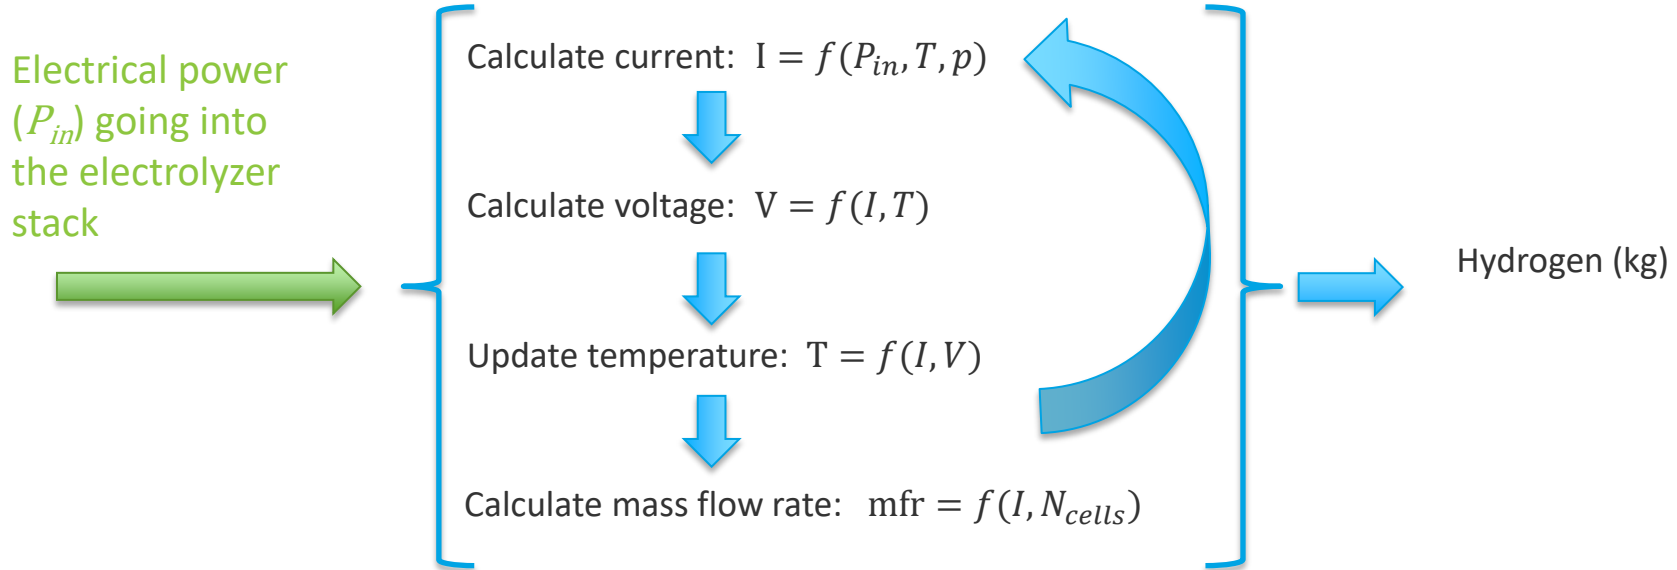 Electrical power
(P_in) going into
the electrolyzer
stack
Calculate current: I = f(P_in, T, p)
Calculate voltage: V = f(I, T)
Update temperature: T = f(I, V)
Calculate mass flow rate: mfr = f(I, N_cells)
Hydrogen (kg)